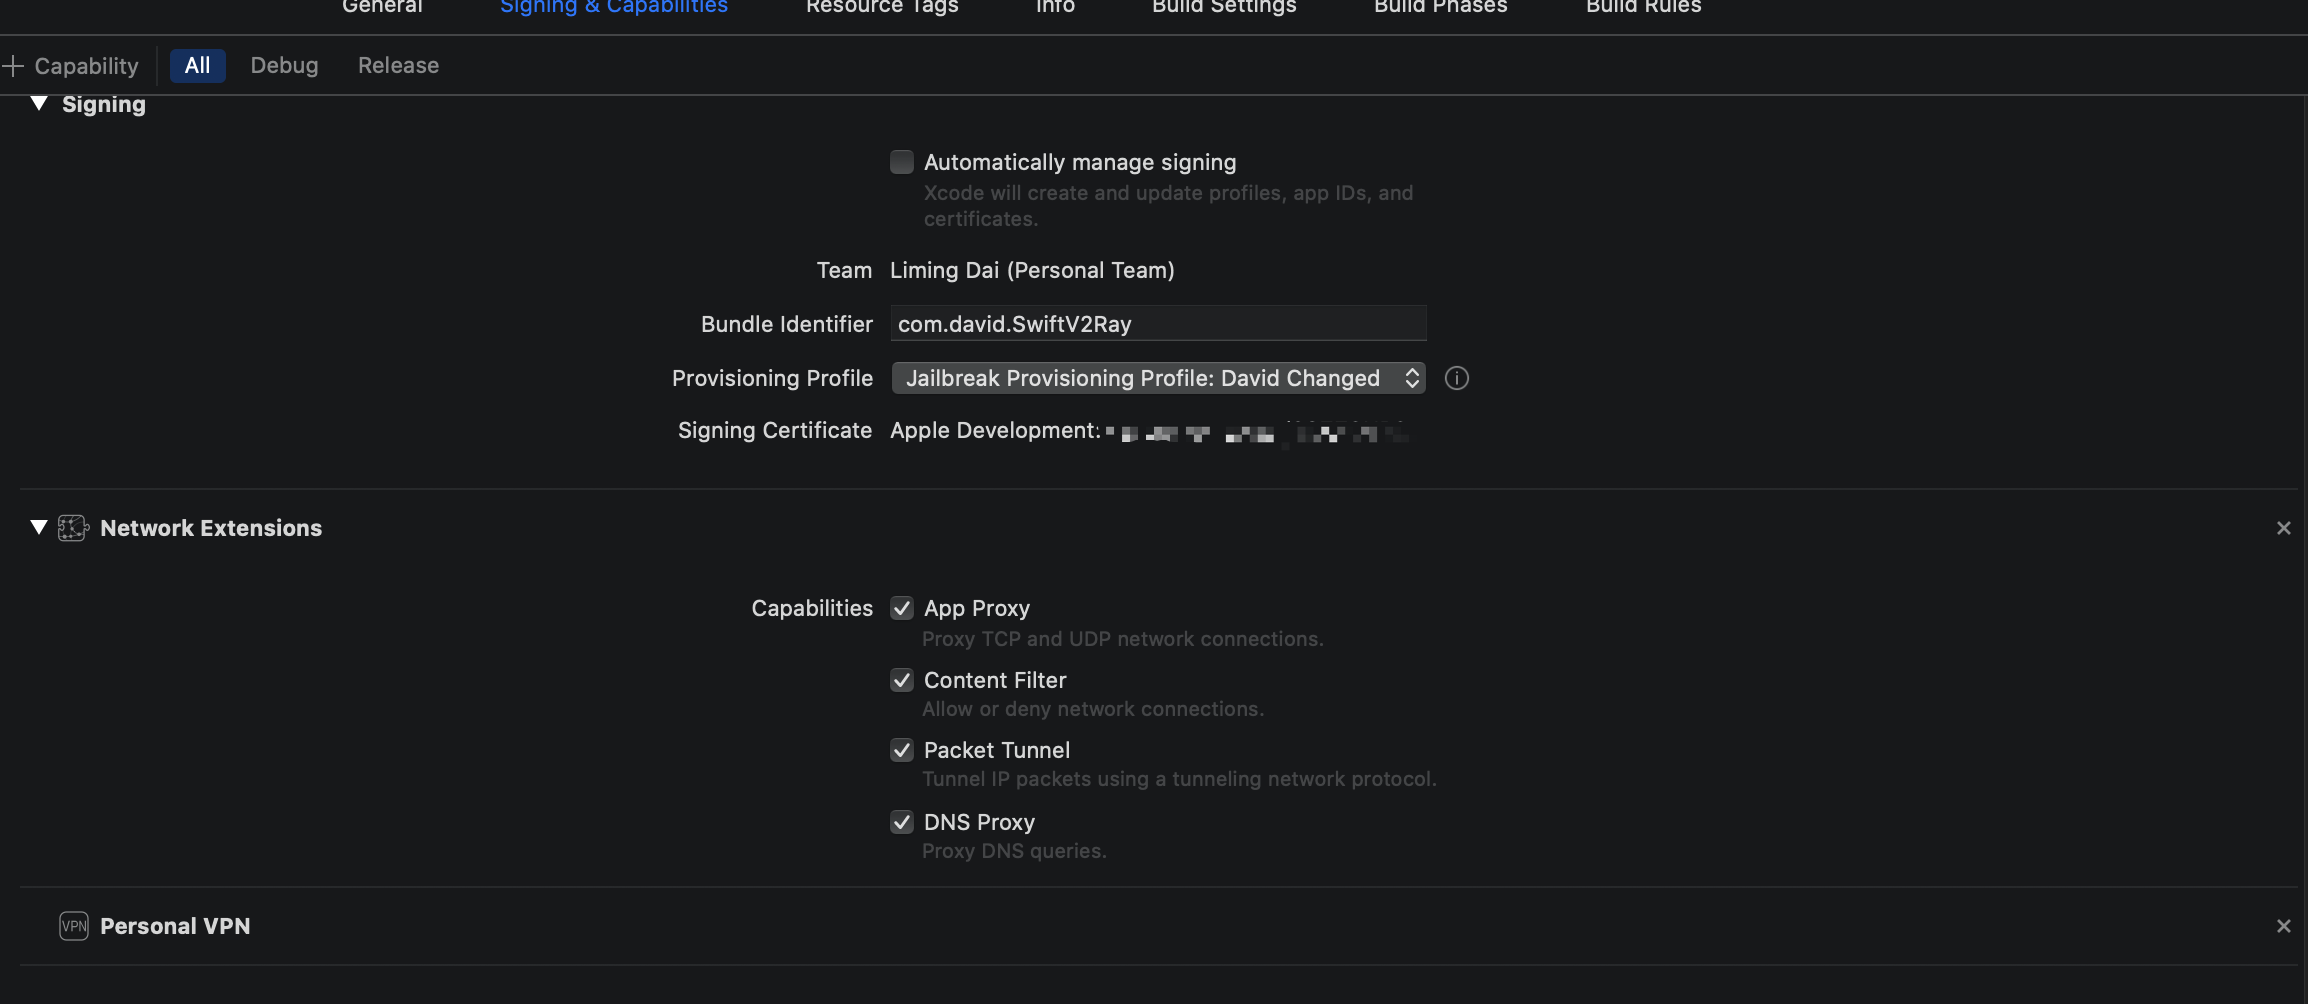 General Signing & Capabilities Resource Tags Info Build Settings Build Phases Build Rules
Capability All Debug Release
Signing
Automatically manage signing
Xcode will create and update profiles, app IDs, and
certificates.
Team Liming Dai (Personal Team)
Bundle Identifier com.david.SwiftV2Ray
Provisioning Profile Jailbreak Provisioning Profile: David Changed
Signing Certificate Apple Development:
Network Extensions
Capabilities App Proxy
Proxy TCP and UDP network connections.
Content Filter
Allow or deny network connections.
Packet Tunnel
Tunnel IP packets using a tunneling network protocol.
DNS Proxy
Proxy DNS queries.
VPN Personal VPN